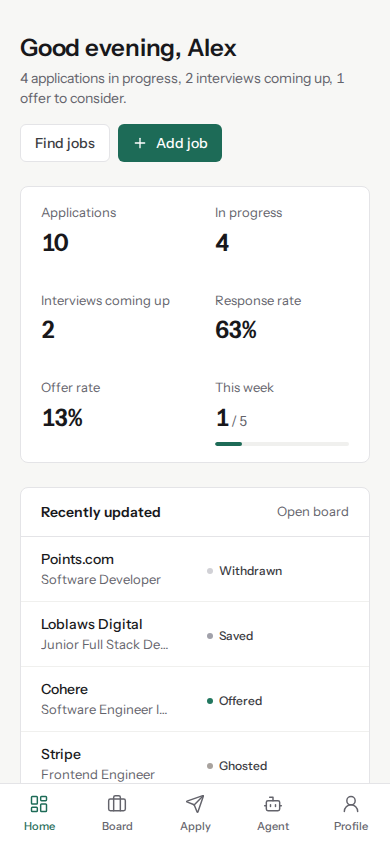 Good evening, Alex
4 applications in progress, 2 interviews coming up, 1
offer to consider.
Find jobs
+ Add job
Applications
In progress
10
4
Interviews coming up
Response rate
2
63%
Offer rate
This week
13%
1 / 5
Recently updated
Open board
Points.com
Software Developer
Withdrawn
Loblaws Digital
Junior Full Stack De...
Saved
Cohere
Software Engineer I...
Offered
Stripe
Frontend Engineer
Ghosted
Home
Board
Apply
Agent
Profile